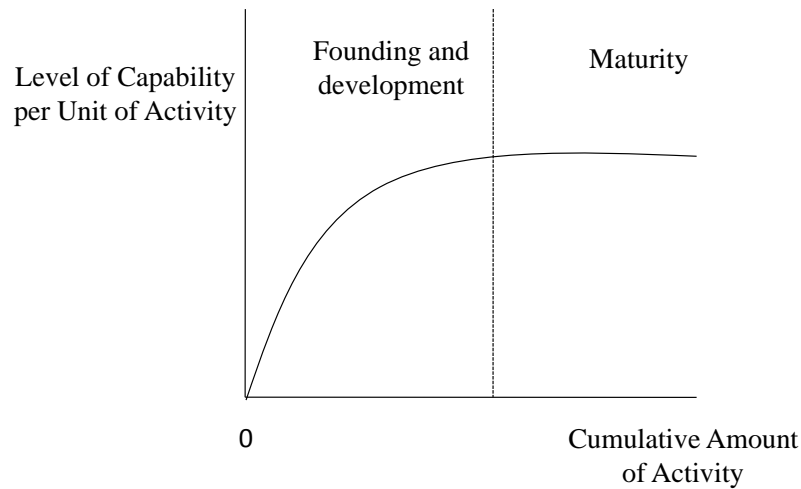 Founding and
development
Maturity
Level of Capability
per Unit of Activity
0
Cumulative Amount
of Activity